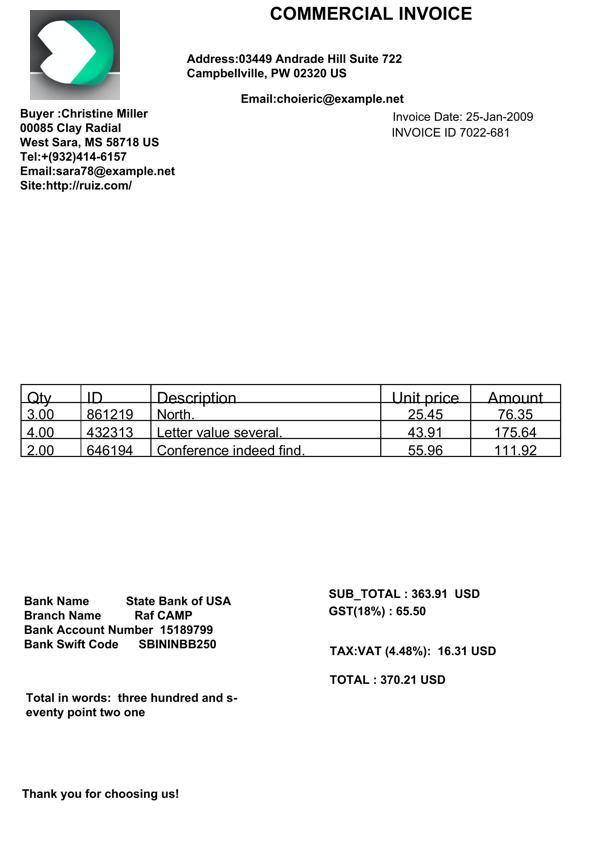 COMMERCIAL INVOICE
Address:03449 Andrade Hill Suite 722
Campbellville, PW 02320 US
Email:choieric@example.net
Buyer :Christine Miller
00085 Clay Radial
West Sara, MS 58718 US
Tel:+(932)414-6157
Email:sara78@example.net
Site:http://ruiz.com/
Invoice Date: 25-Jan-2009
INVOICE ID 7022-681
Qty ID Description Unit price Amount
3.00 861219 North. 25.45 76.35
4.00 432313 Letter value several. 43.91 175.64
2.00 646194 Conference indeed find. 55.96 111.92
Bank Name State Bank of USA
Branch Name Raf CAMP
Bank Account Number 15189799
Bank Swift Code SBININBB250
SUB_TOTAL : 363.91 USD
GST(18%) : 65.50
TAX:VAT (4.48%): 16.31 USD
TOTAL : 370.21 USD
Total in words: three hundred and s-
eventy point two one
Thank you for choosing us!